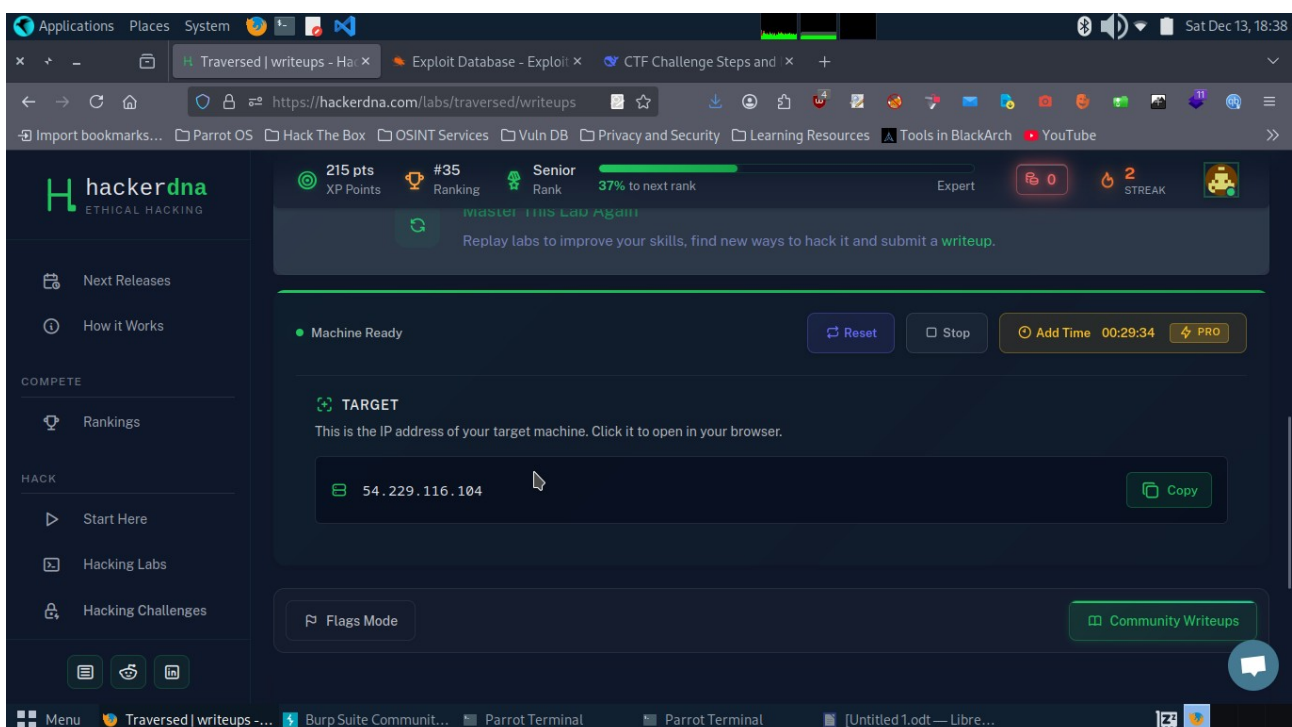 Applications Places System Sat Dec 13, 18:38
H Traversed | writeups - Hac × Exploit Database - Exploit × CTF Challenge Steps and ×
https://hackerdna.com/labs/traversed/writeups 4 11
Import bookmarks... Parrot OS Hack The Box OSINT Services Vuln DB Privacy and Security Learning Resources Tools in BlackArch YouTube
hackerdna
ETHICAL HACKING
215 pts #35 Senior
XP Points Ranking Rank 37% to next rank Expert 0 2 STREAK
Master This Lab Again
Replay labs to improve your skills, find new ways to hack it and submit a writeup.
Next Releases
How it Works
Machine Ready Reset Stop Add Time 00:29:34 PRO
COMPETE
Rankings
TARGET
This is the IP address of your target machine. Click it to open in your browser.
54.229.116.104 Copy
HACK
Start Here
Hacking Labs
Hacking Challenges
Flags Mode Community Writeups
Menu Traversed | writeups -... Burp Suite Communit... Parrot Terminal Parrot Terminal [Untitled 1.odt — Libre...